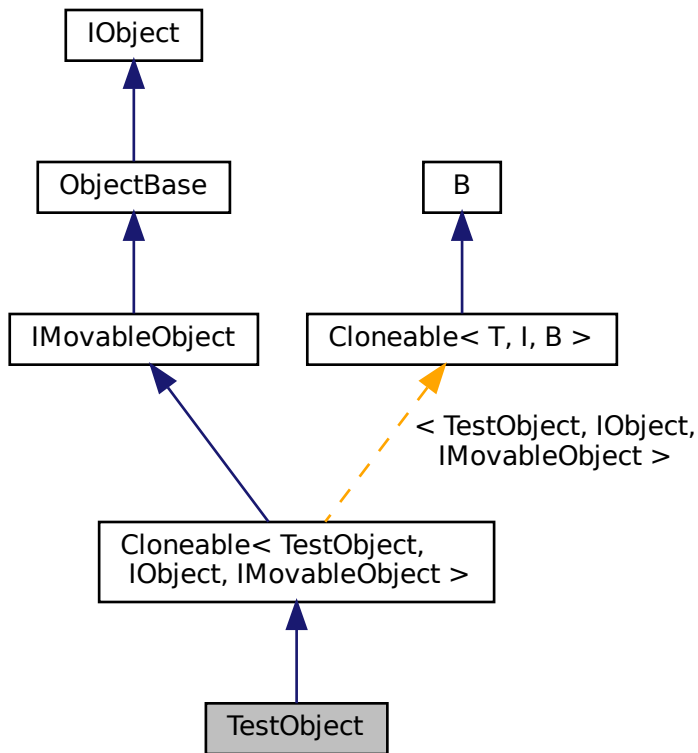 IObject
ObjectBase
B
IMovableObject
Cloneable< T, I, B >
< TestObject, IObject,
IMovableObject >
Cloneable< TestObject,
IObject, IMovableObject >
TestObject